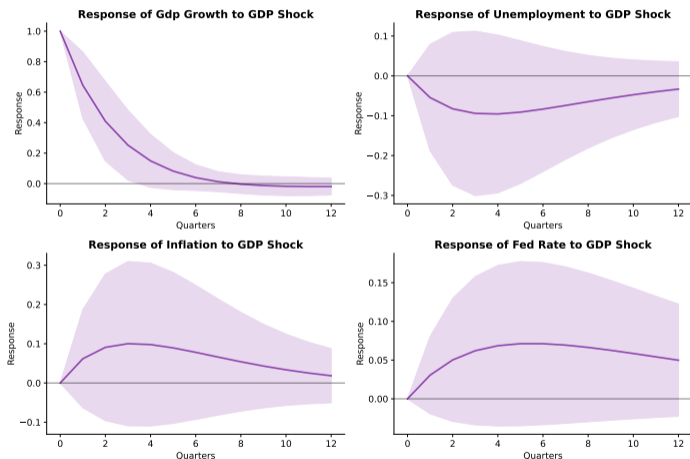 Response of Gdp Growth to GDP Shock
1.0
0.8
0.6
0.4
0.2
0.0
Response
0 2 4 6 8 10 12
Quarters
Response of Unemployment to GDP Shock
0.1
0.0
−0.1
−0.2
−0.3
Response
0 2 4 6 8 10 12
Quarters
Response of Inflation to GDP Shock
0.3
0.2
0.1
0.0
−0.1
Response
0 2 4 6 8 10 12
Quarters
Response of Fed Rate to GDP Shock
0.15
0.10
0.05
0.00
Response
0 2 4 6 8 10 12
Quarters